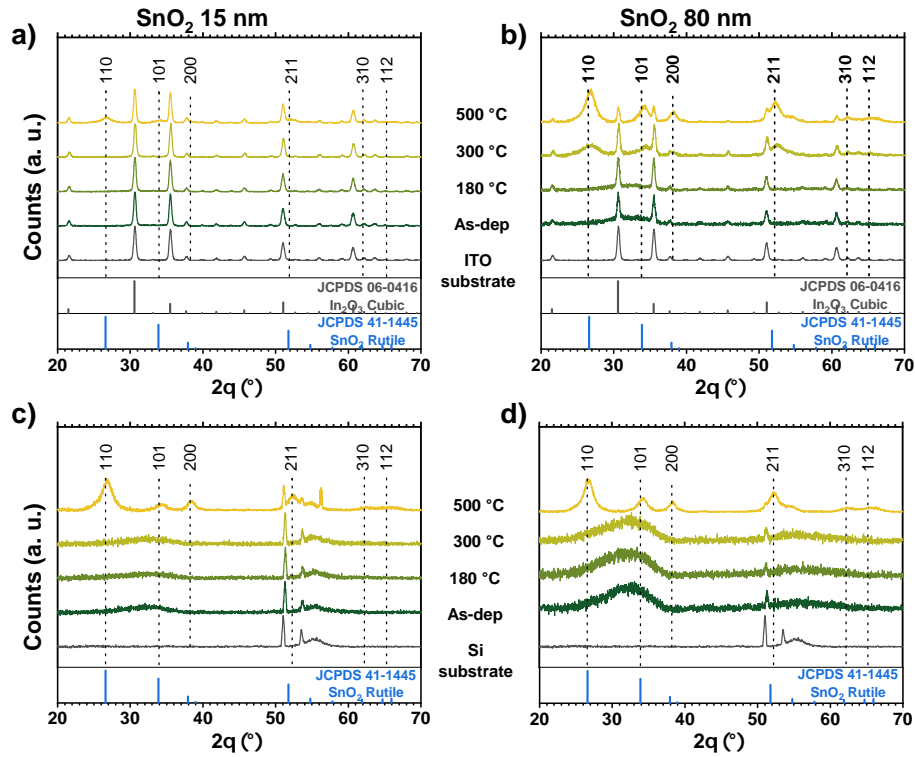 SnO2 15 nm
SnO2 80 nm
a)
110
101
200
211
310
112
Counts (a. u.)
JCPDS 06-0416
In2O3 Cubic
JCPDS 41-1445
SnO2 Rutile
20 30 40 50 60 70
2q (°)
500 °C
300 °C
180 °C
As-dep
ITO
substrate
b)
110
101
200
211
310
112
JCPDS 06-0416
In2O3 Cubic
JCPDS 41-1445
SnO2 Rutile
20 30 40 50 60 70
2q (°)
c)
110
101
200
211
310
112
Counts (a. u.)
JCPDS 41-1445
SnO2 Rutile
20 30 40 50 60 70
2q (°)
500 °C
300 °C
180 °C
As-dep
Si
substrate
d)
110
101
200
211
310
112
JCPDS 41-1445
SnO2 Rutile
20 30 40 50 60 70
2q (°)